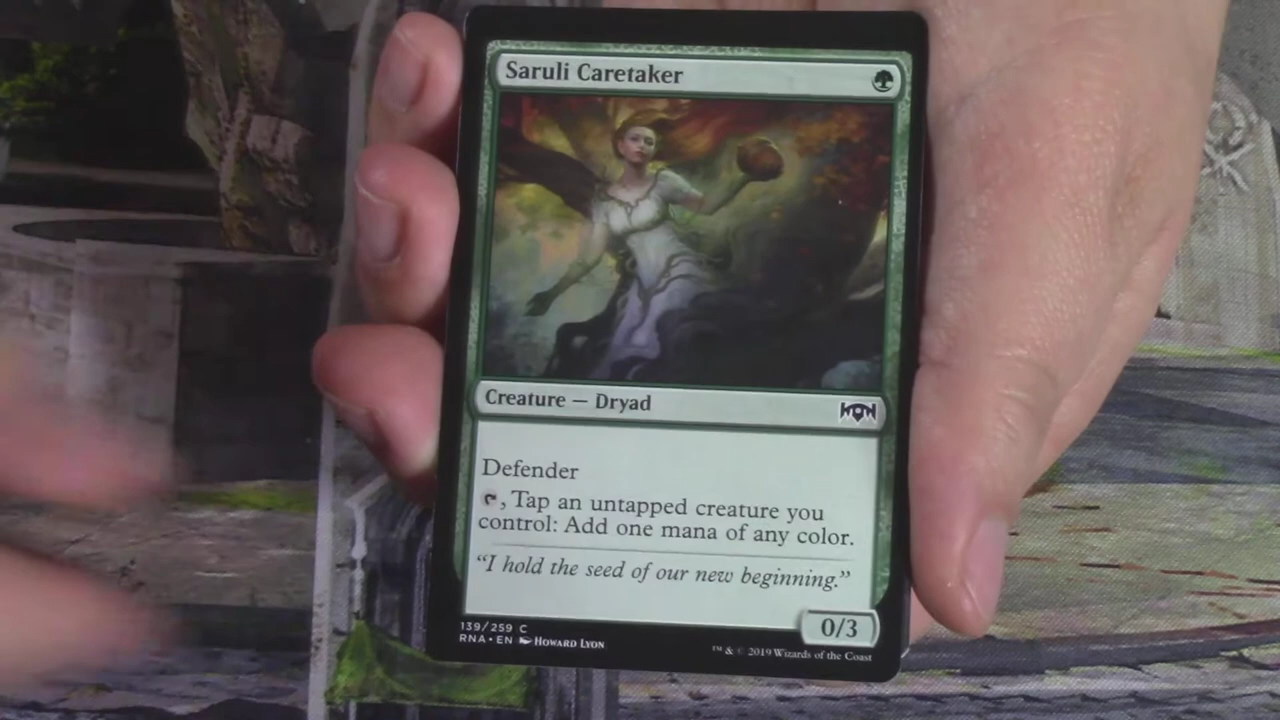 Saruli Caretaker
Creature — Dryad
Defender
, Tap an untapped creature you
control: Add one mana of any color.
“I hold the seed of our new beginning.”
0/3
139/259 C
RNA • EN Howard Lyon
™ & © 2019 Wizards of the Coast